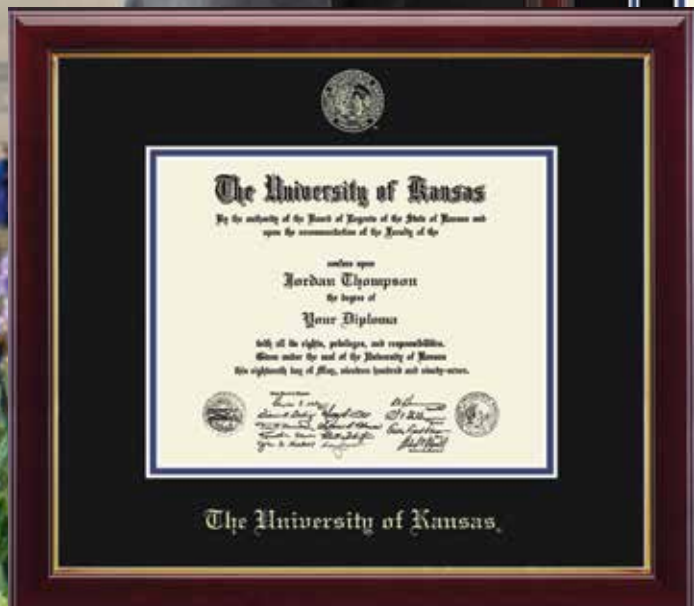 The University of Kansas
By the authority of the Board of Regents of the State of Kansas and
upon the recommendation of the Faculty of the
confers upon
Jordan Thompson
the degree of
Your Diploma
with all its rights, privileges, and responsibilities.
Given under the seal of the University of Kansas
this eighteenth day of May, nineteen hundred and ninety-seven.
The University of Kansas